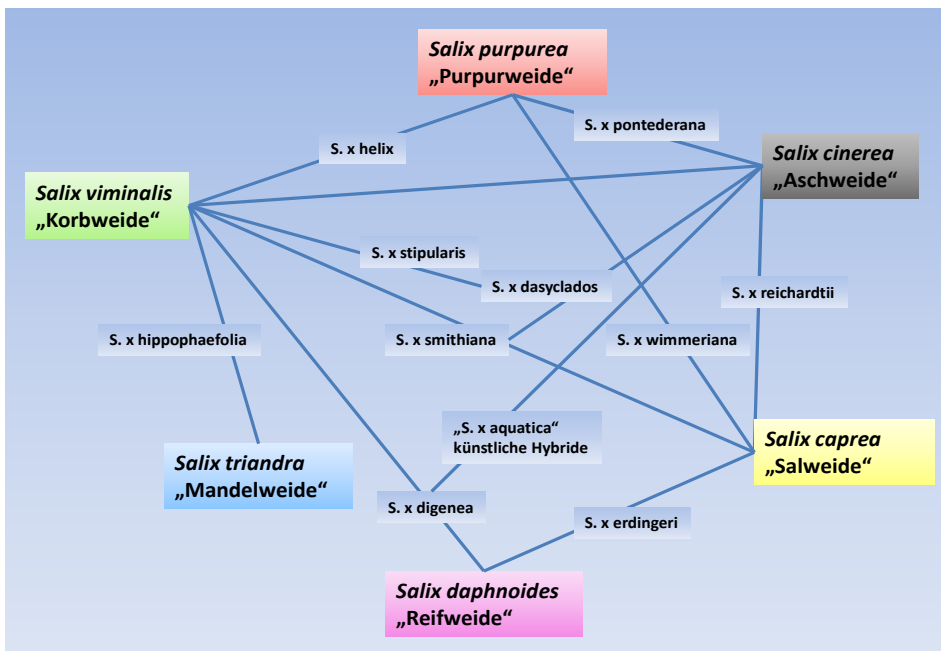 Salix purpurea
„Purpurweide“
S. x pontederana
S. x helix
Salix cinerea
„Aschweide“
Salix viminalis
„Korbweide“
S. x stipularis
S. x dasyclados
S. x reichardtii
S. x hippophaefolia
S. x smithiana
S. x wimmeriana
„S. x aquatica“
künstliche Hybride
Salix caprea
„Salweide“
Salix triandra
„Mandelweide“
S. x digenea
S. x erdingeri
Salix daphnoides
„Reifweide“